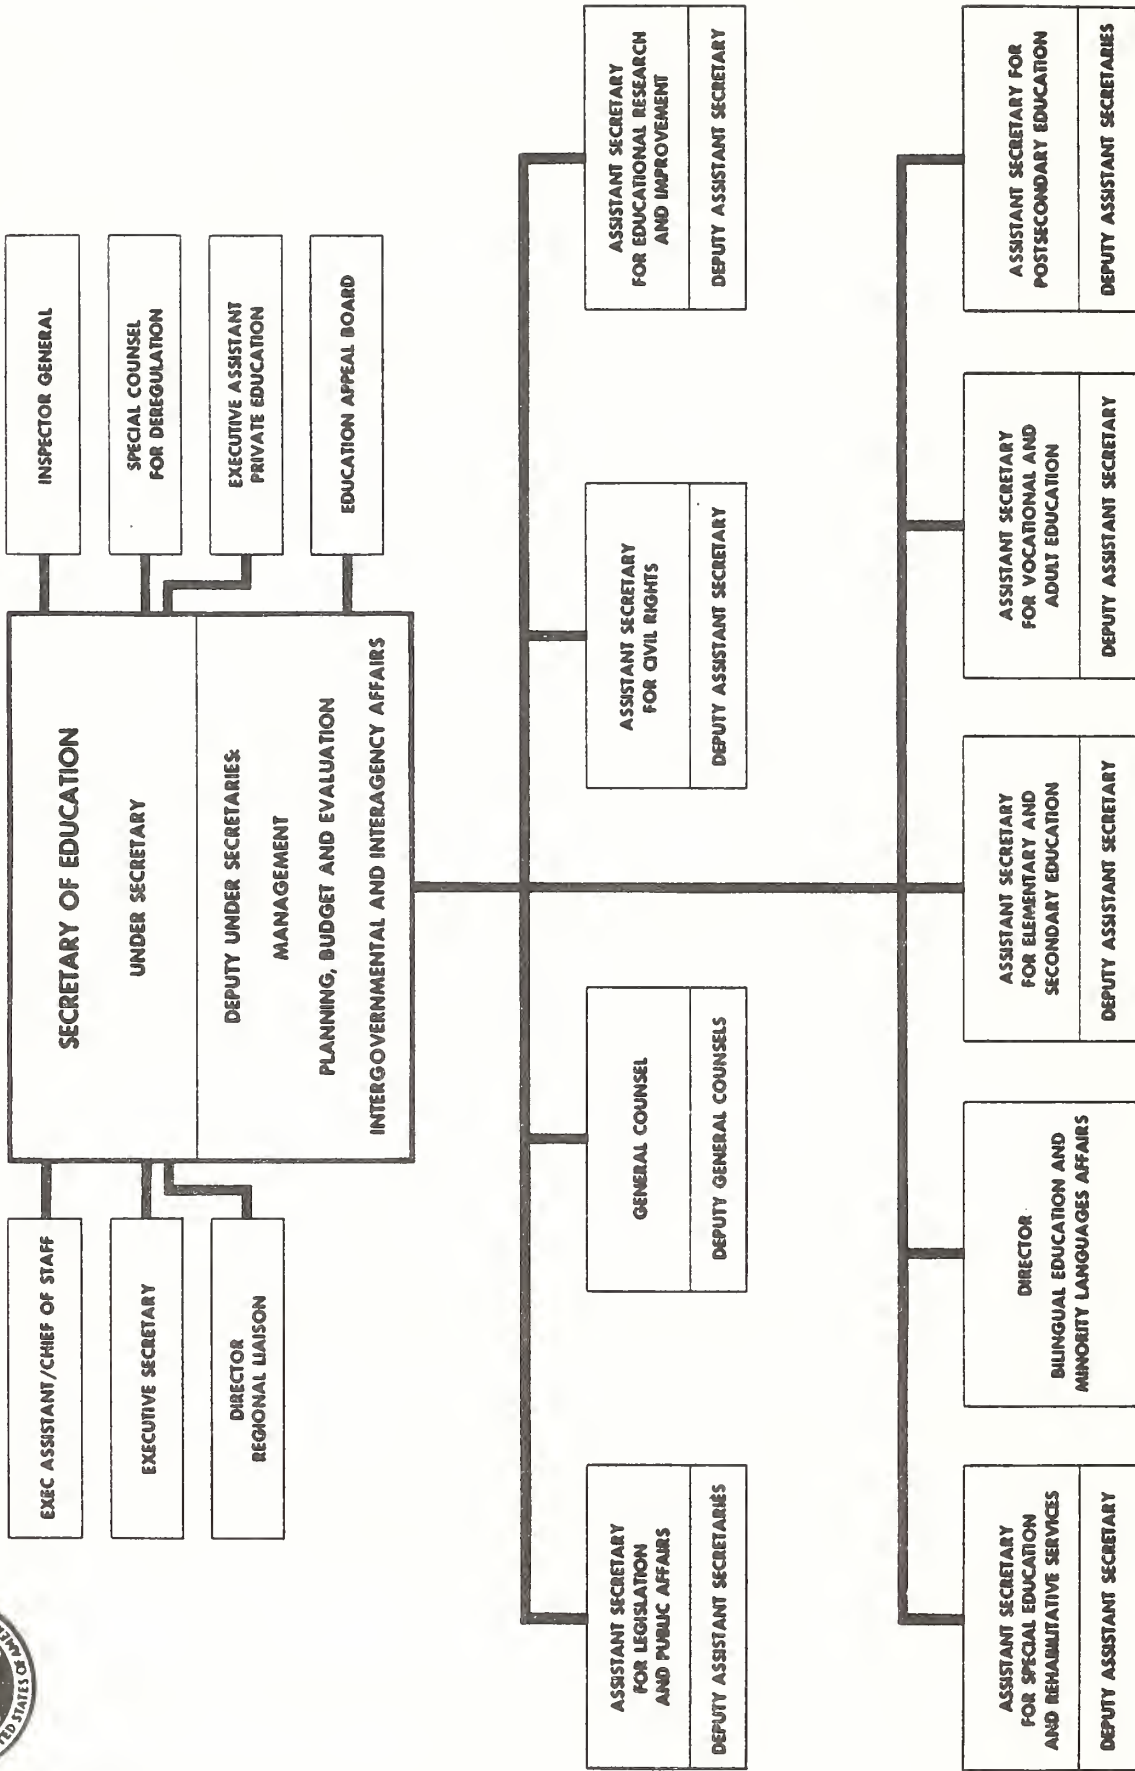 TED STATES OF AMER
SECRETARY OF EDUCATION
UNDER SECRETARY
DEPUTY UNDER SECRETARIES:
MANAGEMENT
PLANNING, BUDGET AND EVALUATION
INTERGOVERNMENTAL AND INTERAGENCY AFFAIRS
EXEC ASSISTANT/CHIEF OF STAFF
EXECUTIVE SECRETARY
DIRECTOR
REGIONAL LIAISON
INSPECTOR GENERAL
SPECIAL COUNSEL
FOR DEREGULATION
EXECUTIVE ASSISTANT
PRIVATE EDUCATION
EDUCATION APPEAL BOARD
ASSISTANT SECRETARY
FOR LEGISLATION
AND PUBLIC AFFAIRS
DEPUTY ASSISTANT SECRETARIES
GENERAL COUNSEL
DEPUTY GENERAL COUNSELS
ASSISTANT SECRETARY
FOR CIVIL RIGHTS
DEPUTY ASSISTANT SECRETARY
ASSISTANT SECRETARY
FOR EDUCATIONAL RESEARCH
AND IMPROVEMENT
DEPUTY ASSISTANT SECRETARY
ASSISTANT SECRETARY
FOR SPECIAL EDUCATION
AND REHABILITATIVE SERVICES
DEPUTY ASSISTANT SECRETARY
DIRECTOR
BILINGUAL EDUCATION AND
MINORITY LANGUAGES AFFAIRS
ASSISTANT SECRETARY
FOR ELEMENTARY AND
SECONDARY EDUCATION
DEPUTY ASSISTANT SECRETARY
ASSISTANT SECRETARY
FOR VOCATIONAL AND
ADULT EDUCATION
DEPUTY ASSISTANT SECRETARY
ASSISTANT SECRETARY FOR
POSTSECONDARY EDUCATION
DEPUTY ASSISTANT SECRETARIES